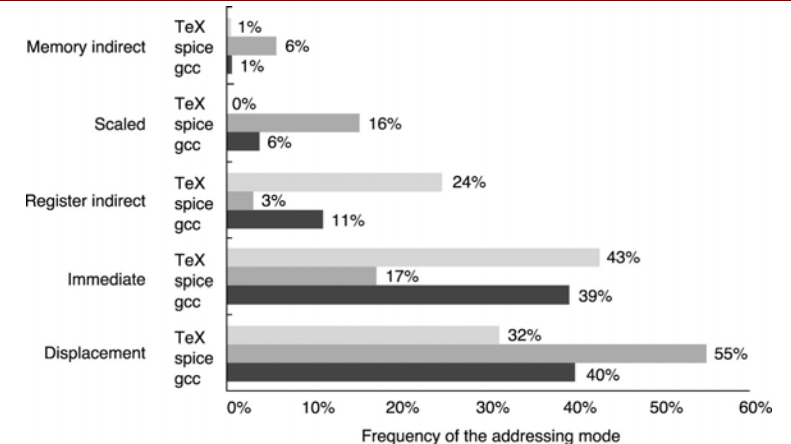 TeX 1%
Memory indirect spice 6%
gcc 1%
TeX 0%
Scaled spice 16%
gcc 6%
TeX 24%
Register indirect spice 3%
gcc 11%
TeX 43%
Immediate spice 17%
gcc 39%
TeX 32%
Displacement spice 55%
gcc 40%
0% 10% 20% 30% 40% 50% 60%
Frequency of the addressing mode